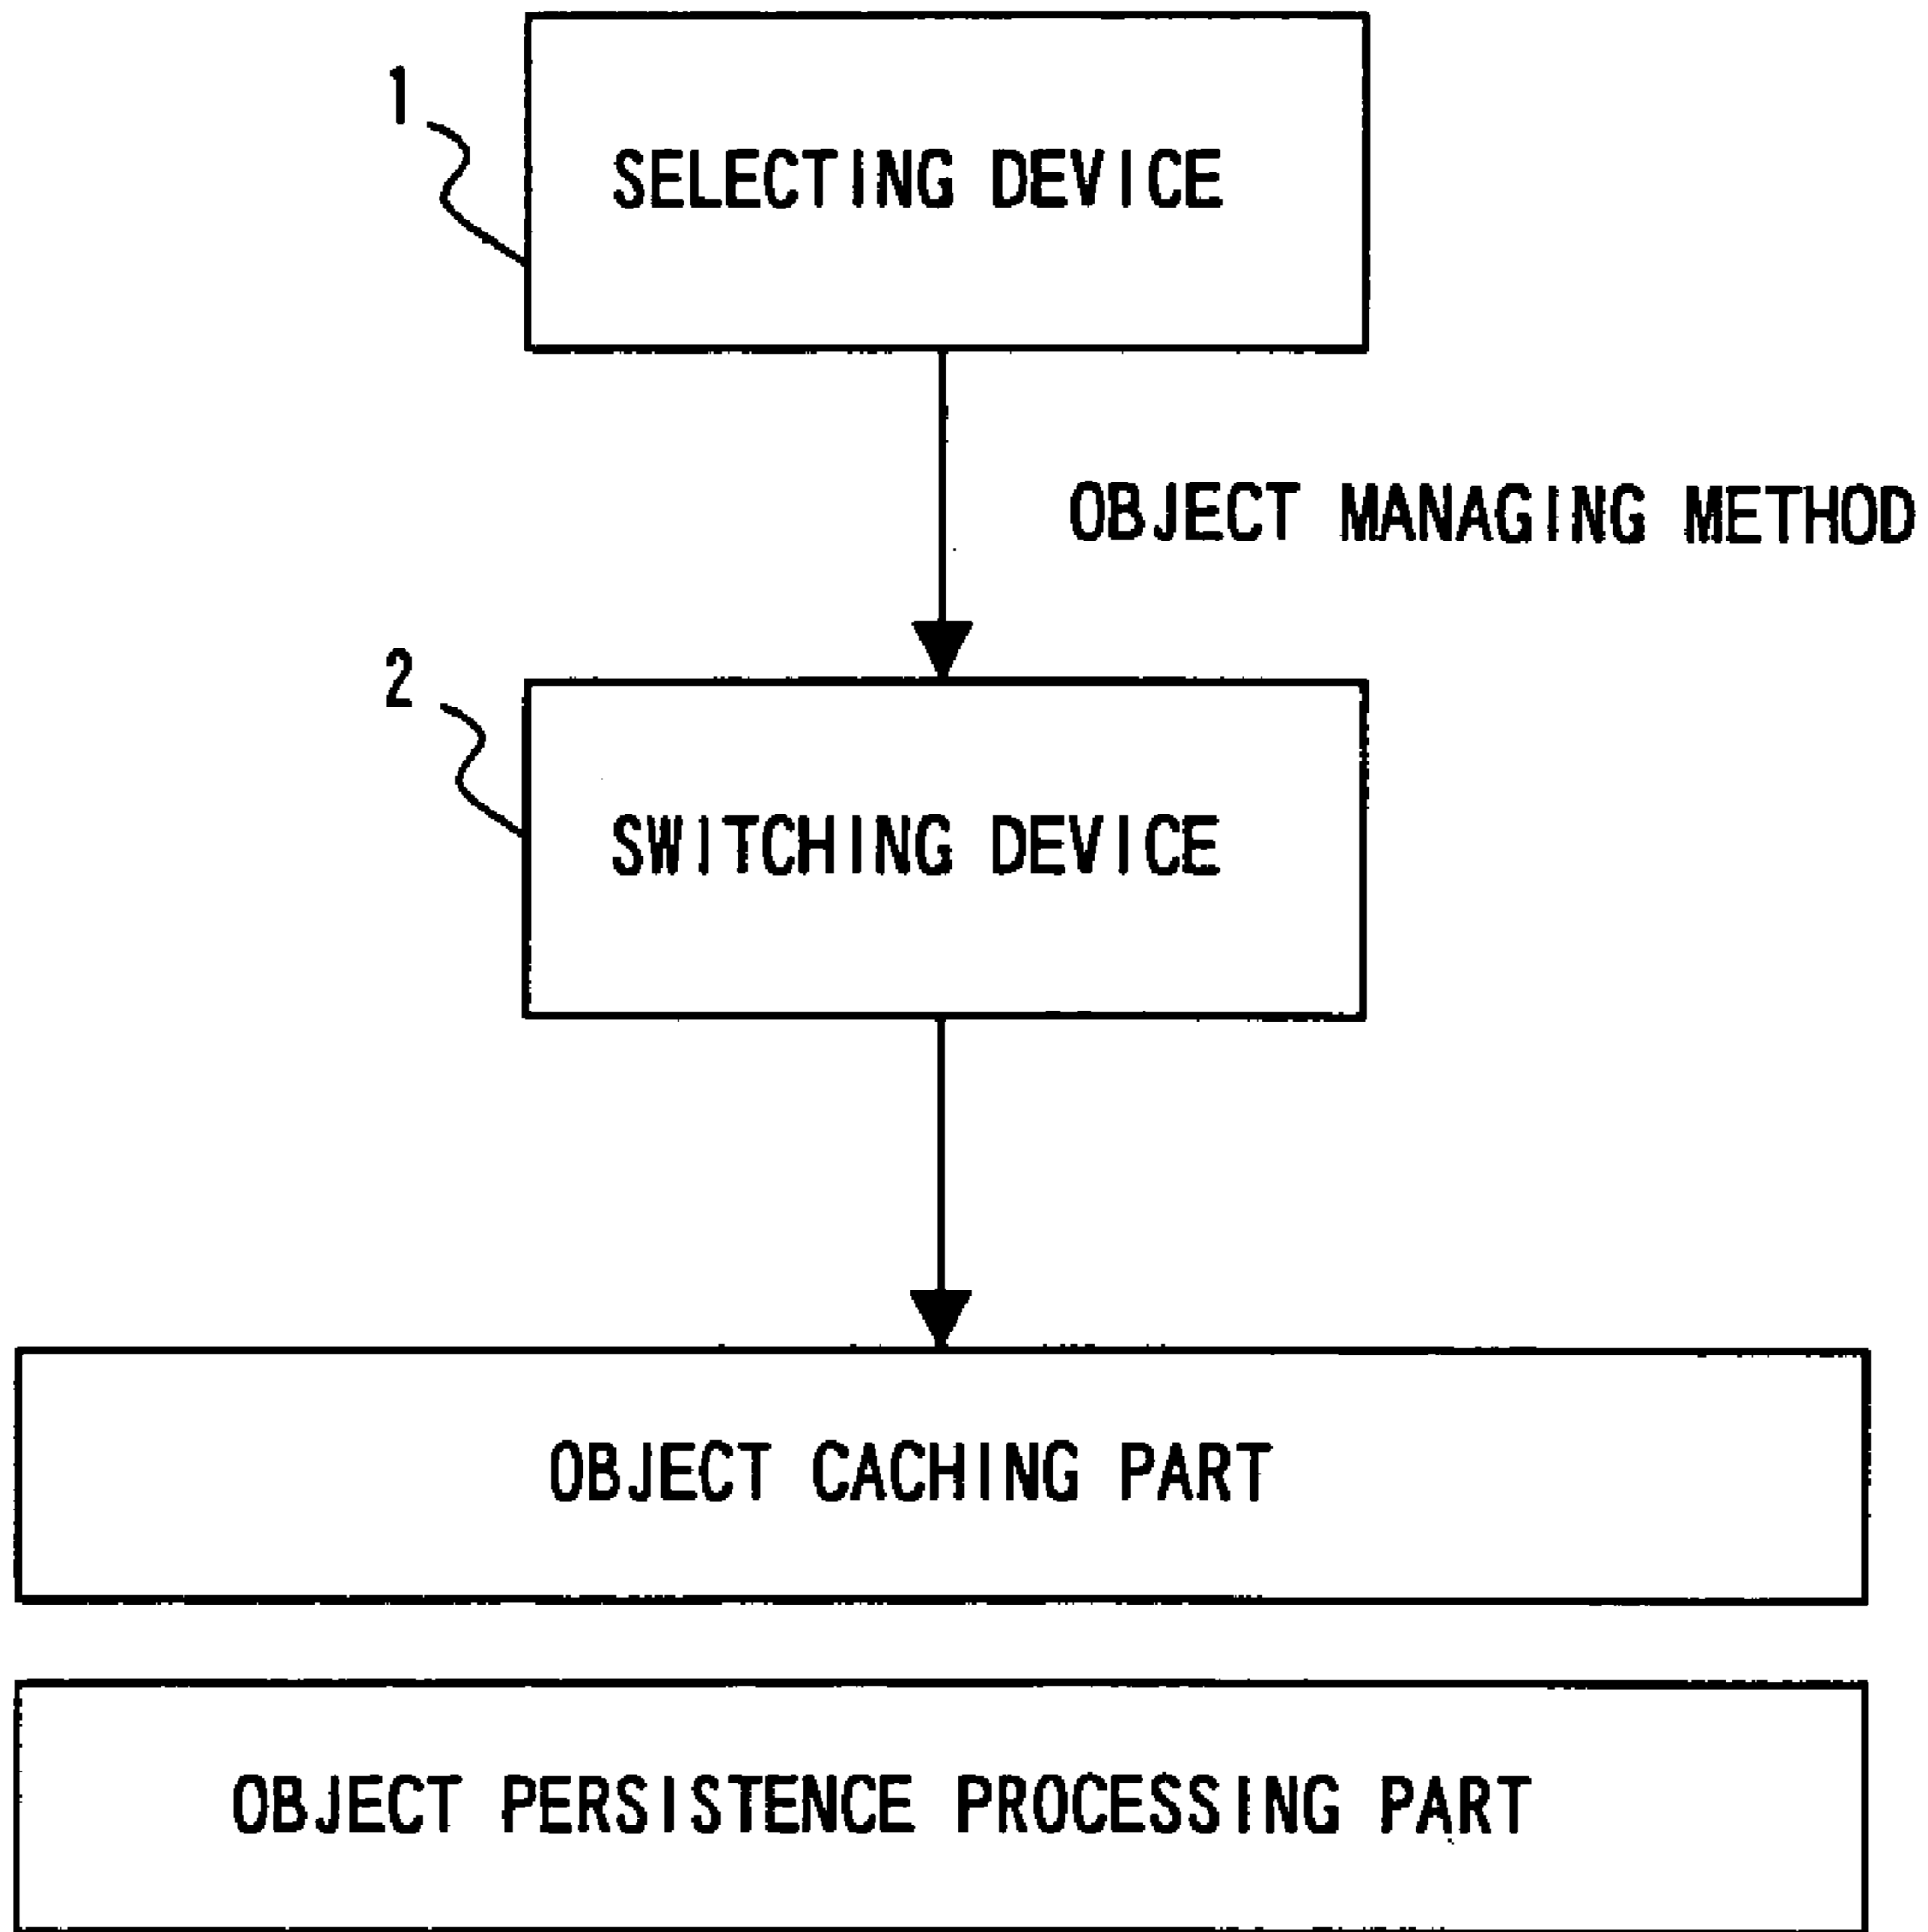 1
SELECTING DEVICE
OBJECT MANAGING METHOD
2
SWITCHING DEVICE
OBJECT CACHING PART
OBJECT PERSISTENCE PROCESSING PART